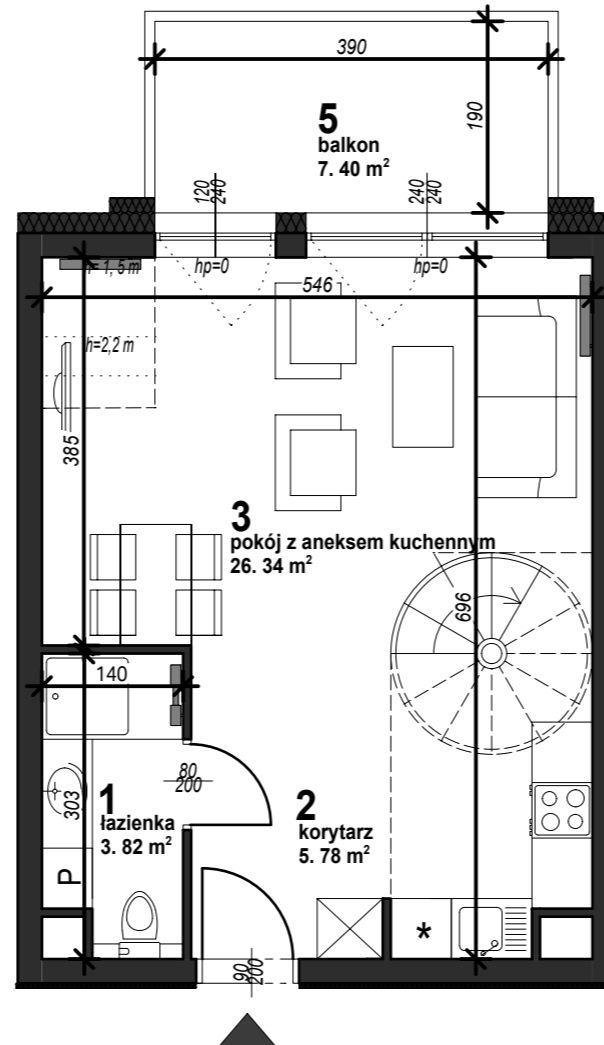 390
190
5
balkon
7. 40 m²
120
240
240
240
h= 1, 5 m
hp=0
hp=0
546
h=2,2 m
385
3
pokój z aneksem kuchennym
26. 34 m²
696
140
80
200
303
1
łazienka
3. 82 m²
2
korytarz
5. 78 m²
P
*
90
200